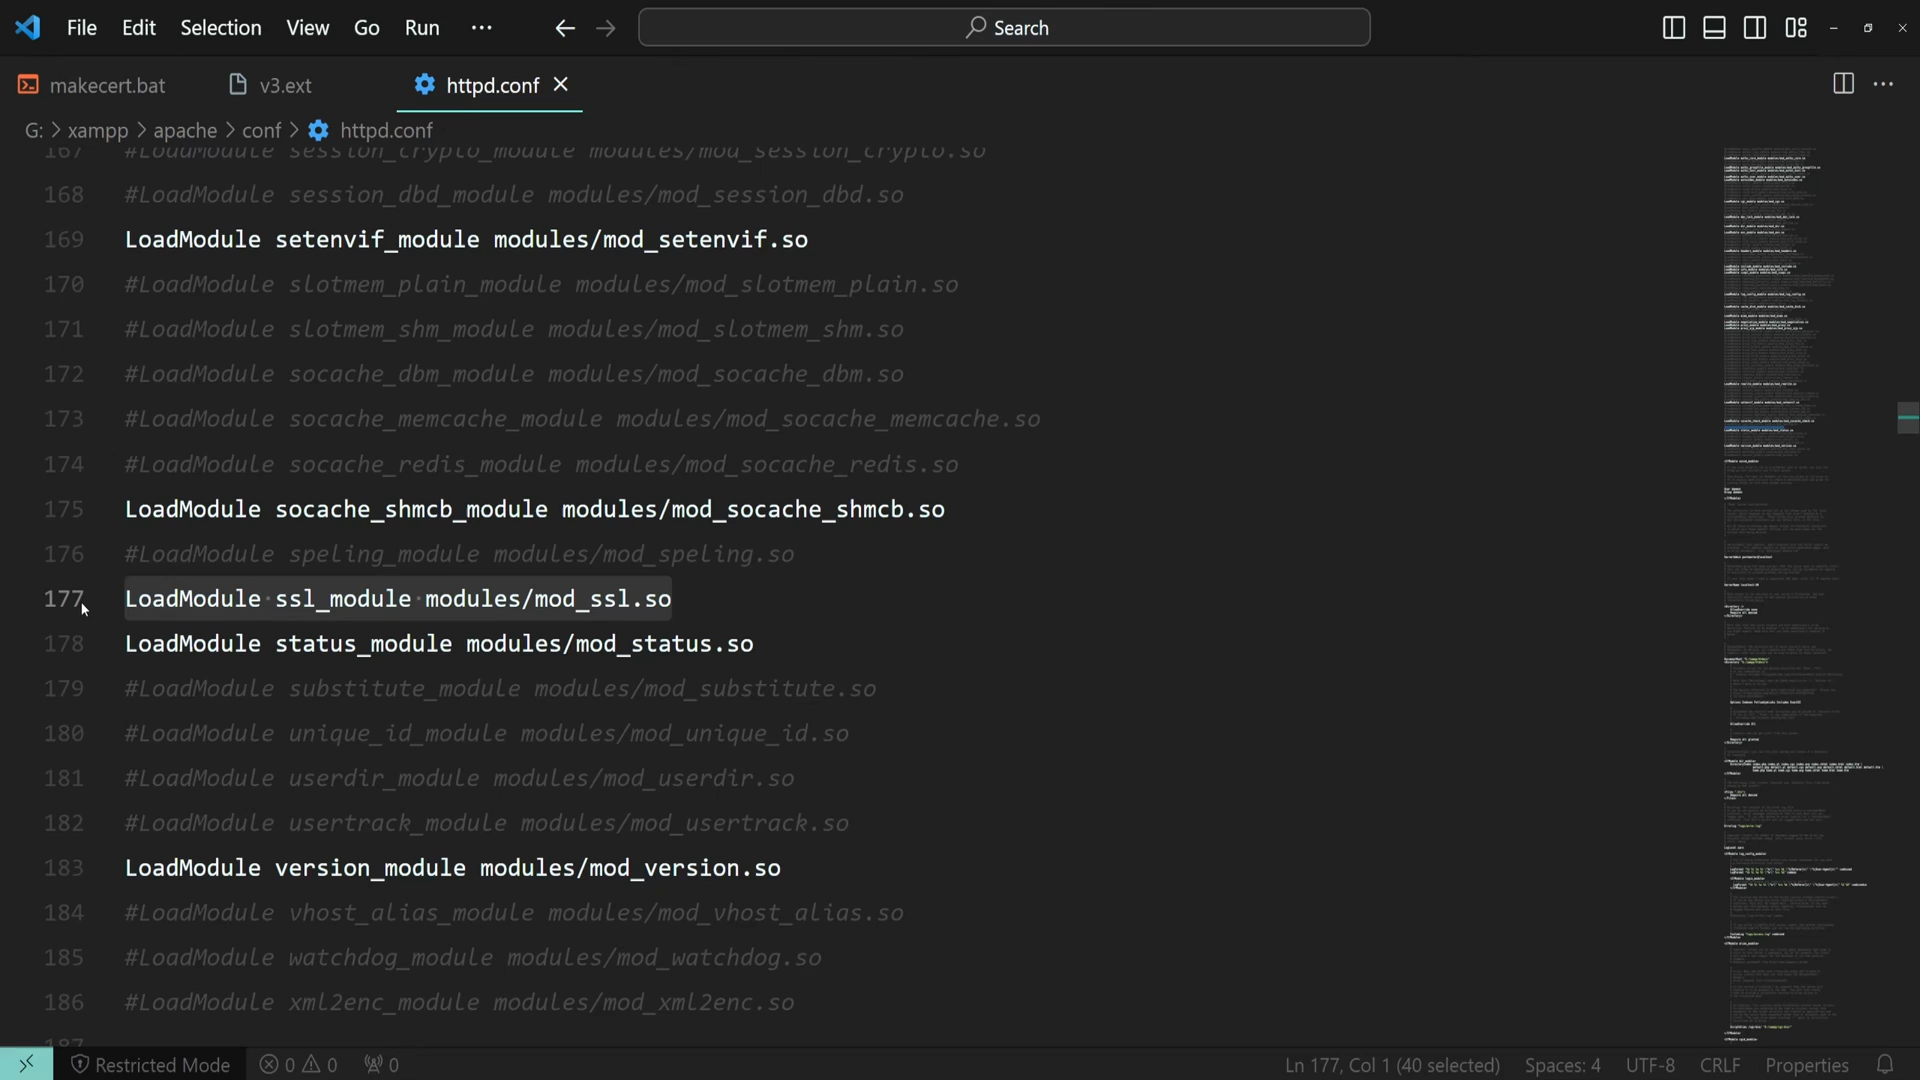 File Edit Selection View Go Run ··· Search
makecert.bat v3.ext httpd.conf
G: > xampp > apache > conf > httpd.conf
167 #LoadModule session_crypto_module modules/mod_session_crypto.so
168 #LoadModule session_dbd_module modules/mod_session_dbd.so
169 LoadModule setenvif_module modules/mod_setenvif.so
170 #LoadModule slotmem_plain_module modules/mod_slotmem_plain.so
171 #LoadModule slotmem_shm_module modules/mod_slotmem_shm.so
172 #LoadModule socache_dbm_module modules/mod_socache_dbm.so
173 #LoadModule socache_memcache_module modules/mod_socache_memcache.so
174 #LoadModule socache_redis_module modules/mod_socache_redis.so
175 LoadModule socache_shmcb_module modules/mod_socache_shmcb.so
176 #LoadModule speling_module modules/mod_speling.so
177 LoadModule ssl_module modules/mod_ssl.so
178 LoadModule status_module modules/mod_status.so
179 #LoadModule substitute_module modules/mod_substitute.so
180 #LoadModule unique_id_module modules/mod_unique_id.so
181 #LoadModule userdir_module modules/mod_userdir.so
182 #LoadModule usertrack_module modules/mod_usertrack.so
183 LoadModule version_module modules/mod_version.so
184 #LoadModule vhost_alias_module modules/mod_vhost_alias.so
185 #LoadModule watchdog_module modules/mod_watchdog.so
186 #LoadModule xml2enc_module modules/mod_xml2enc.so
187
Restricted Mode 0 0 0 Ln 177, Col 1 (40 selected) Spaces: 4 UTF-8 CRLF Properties